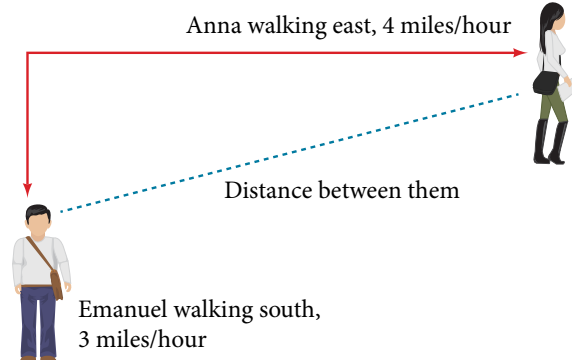 Anna walking east, 4 miles/hour
Distance between them
Emanuel walking south,
3 miles/hour